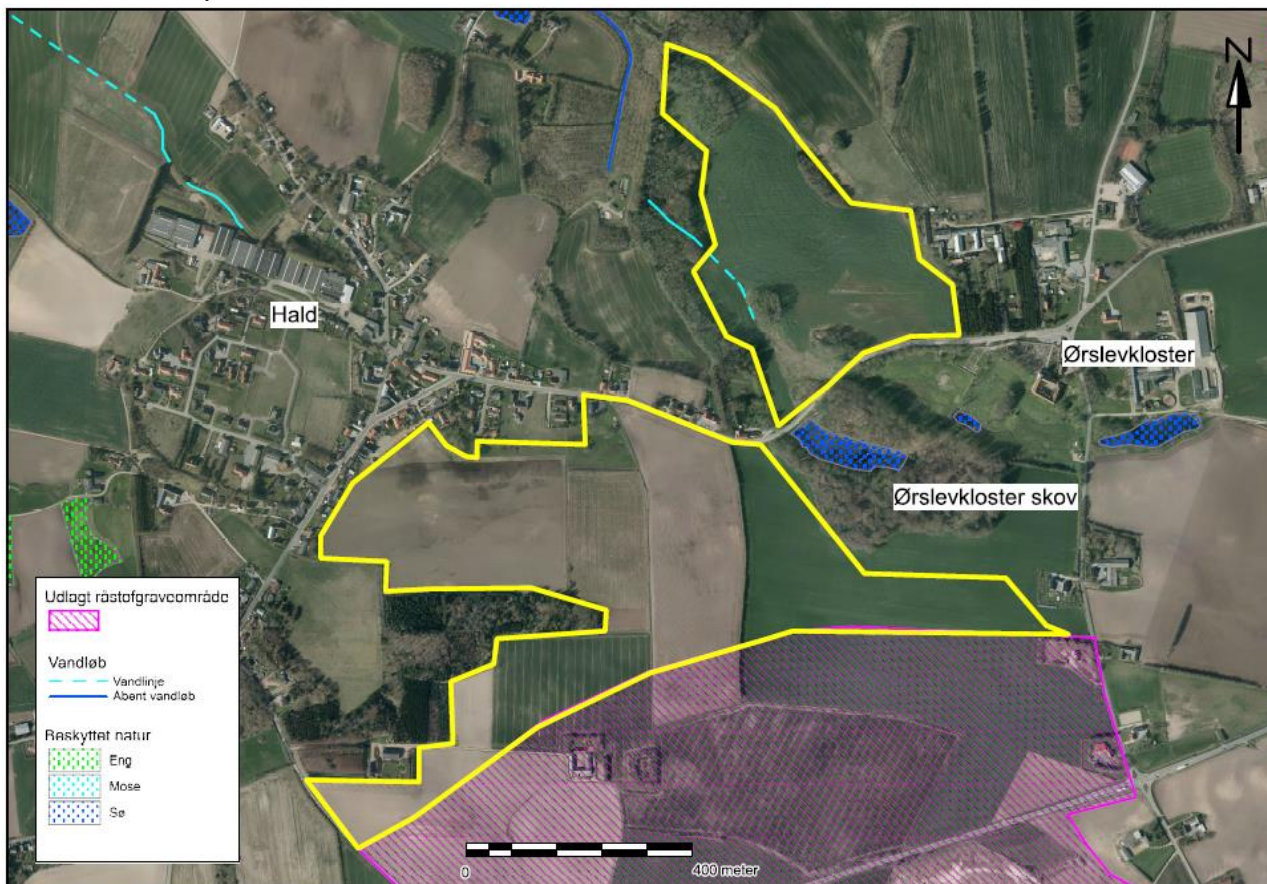 N
Hald
Ørslevkloster
Ørslevkloster skov
Udlagt råstofgraveområde
Vandløb
Vandlinje
Åbent vandløb
Beskyttet natur
Eng
Mose
Sø
0
400 meter